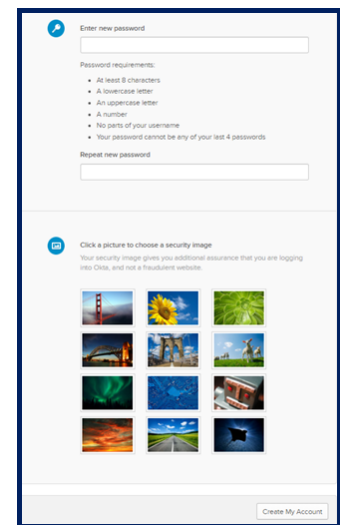 Enter new password
Password requirements:
• At least 8 characters
• A lowercase letter
• An uppercase letter
• A number
• No parts of your username
• Your password cannot be any of your last 4 passwords
Repeat new password
Click a picture to choose a security image
Your security image gives you additional assurance that you are logging
into Okta, and not a fraudulent website.
Create My Account